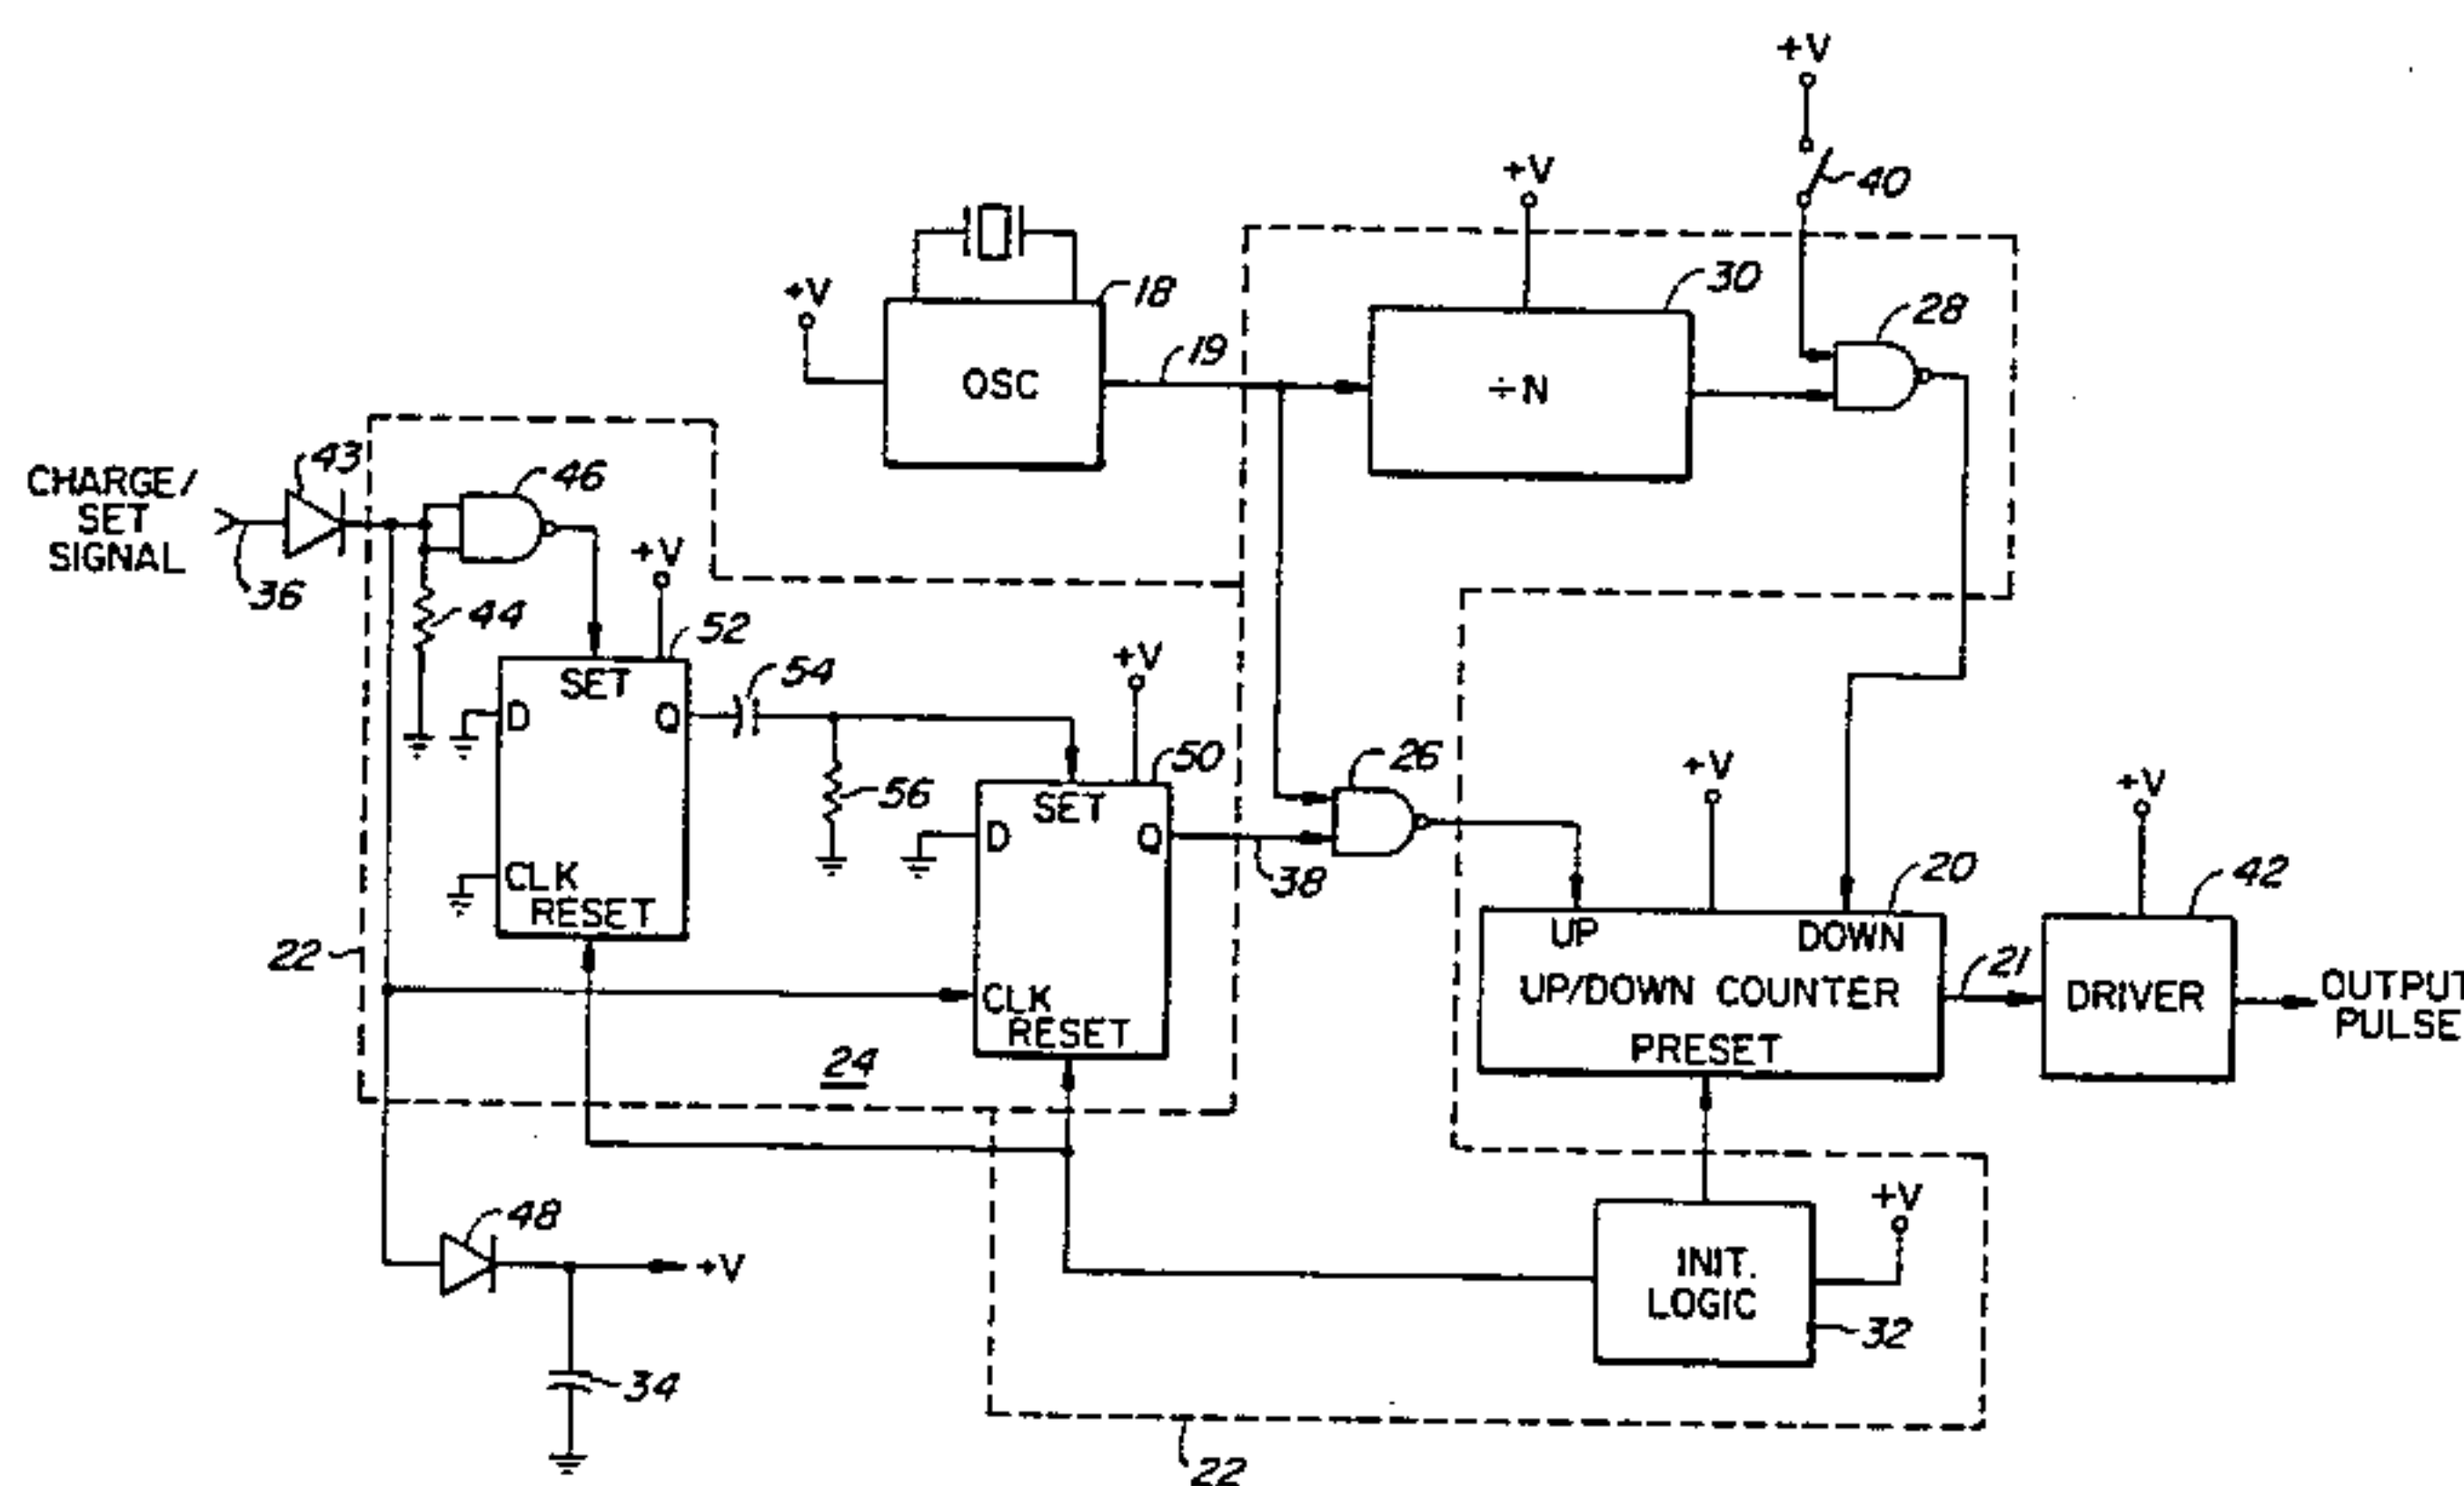 +V
40
+V
30
28
+V
18
19
OSC
÷N
CHARGE/
SET
SIGNAL
43
46
36
44
+V
52
SET
D
Q
54
+V
56
50
SET
D
Q
26
38
CLK
RESET
22
CLK
RESET
24
+V
+V
20
42
UP
DOWN
21
UP/DOWN COUNTER
DRIVER
OUTPUT
PULSE
PRESET
48
+V
34
+V
INIT.
LOGIC
32
22